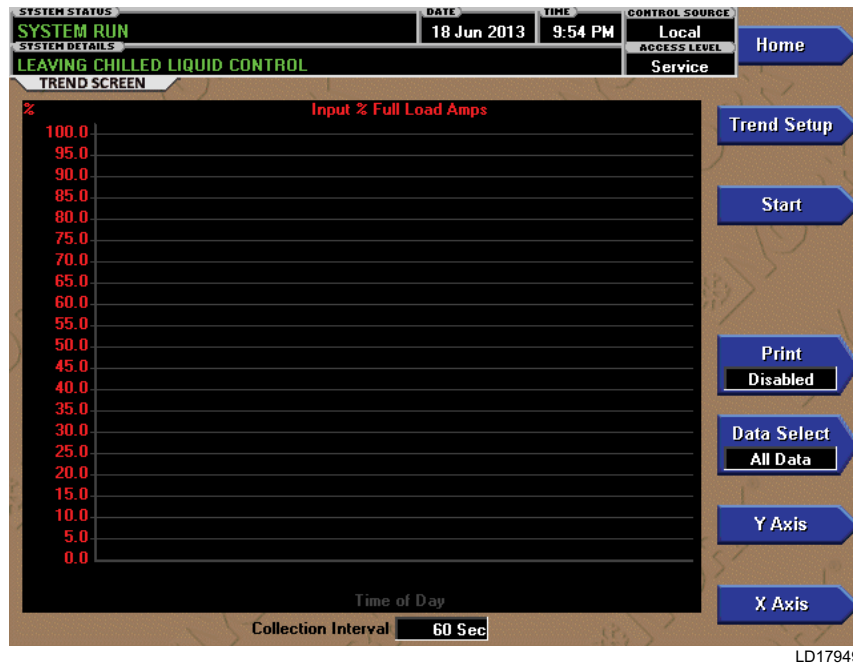 SYSTEM STATUS
SYSTEM RUN
SYSTEM DETAILS
LEAVING CHILLED LIQUID CONTROL
DATE
18 Jun 2013
TIME
9:54 PM
CONTROL SOURCE
Local
ACCESS LEVEL
Service
Home
TREND SCREEN
%
Input % Full Load Amps
100.0
95.0
90.0
85.0
80.0
75.0
70.0
65.0
60.0
55.0
50.0
45.0
40.0
35.0
30.0
25.0
20.0
15.0
10.0
5.0
0.0
Time of Day
Collection Interval 60 Sec
Trend Setup
Start
Print
Disabled
Data Select
All Data
Y Axis
X Axis